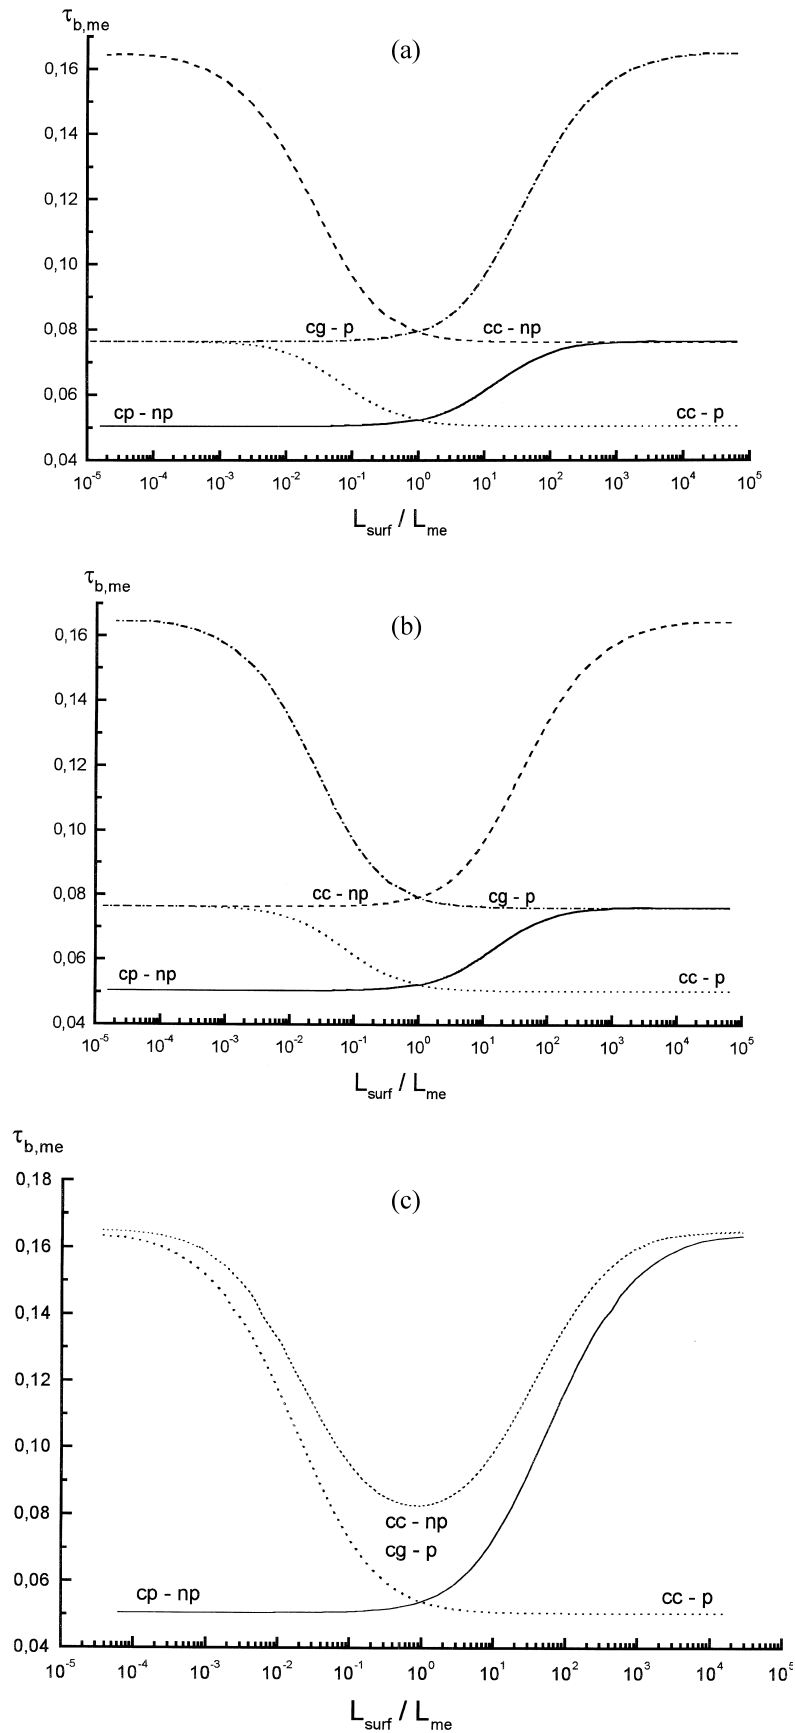 τb,me
(a)
0,16
0,14
0,12
0,10
0,08
0,06
0,04
cg - p
cc - np
cp - np
cc - p
10-5 10-4 10-3 10-2 10-1 100 101 102 103 104 105
Lsurf / Lme
τb,me
(b)
0,16
0,14
0,12
0,10
0,08
0,06
0,04
cc - np
cg - p
cp - np
cc - p
10-5 10-4 10-3 10-2 10-1 100 101 102 103 104 105
Lsurf / Lme
τb,me
(c)
0,18
0,16
0,14
0,12
0,10
0,08
0,06
0,04
cc - np
cg - p
cp - np
cc - p
10-5 10-4 10-3 10-2 10-1 100 101 102 103 104 105
Lsurf / Lme